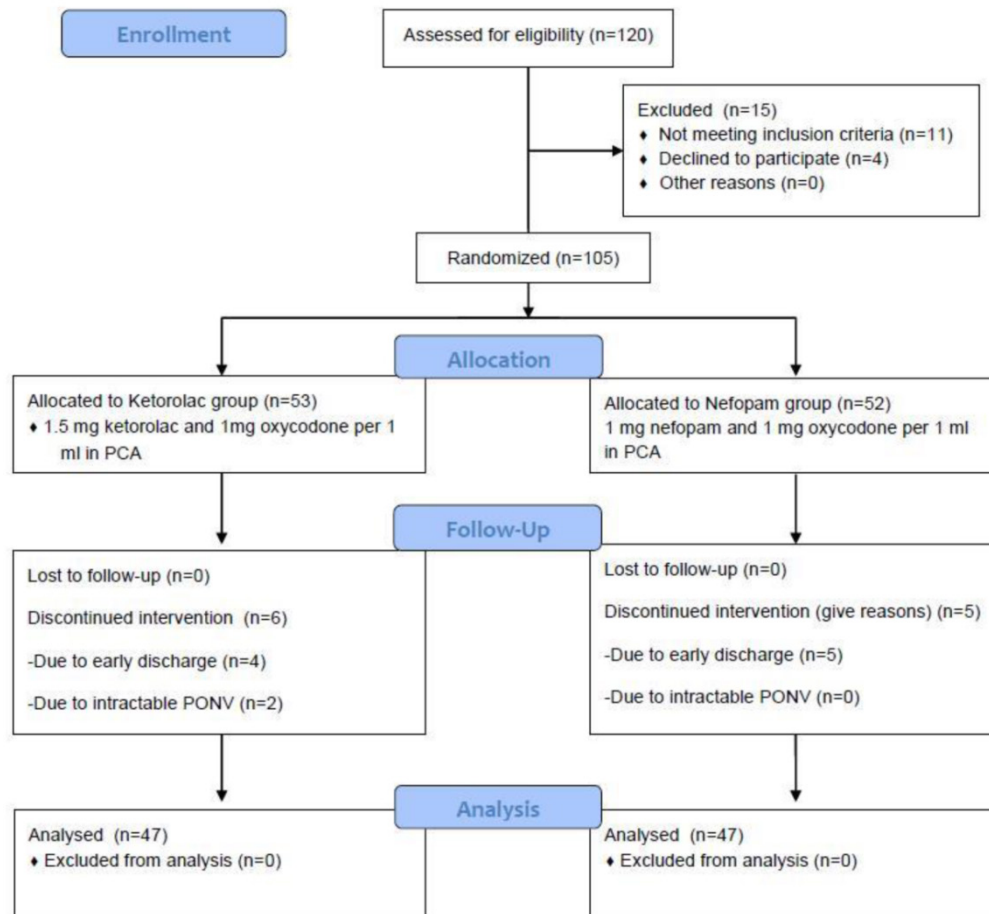 Enrollment
Assessed for eligibility (n=120)
Excluded (n=15)
♦ Not meeting inclusion criteria (n=11)
♦ Declined to participate (n=4)
♦ Other reasons (n=0)
Randomized (n=105)
Allocation
Allocated to Ketorolac group (n=53)
♦ 1.5 mg ketorolac and 1mg oxycodone per 1
ml in PCA
Allocated to Nefopam group (n=52)
1 mg nefopam and 1 mg oxycodone per 1 ml
in PCA
Follow-Up
Lost to follow-up (n=0)
Discontinued intervention (n=6)
-Due to early discharge (n=4)
-Due to intractable PONV (n=2)
Lost to follow-up (n=0)
Discontinued intervention (give reasons) (n=5)
-Due to early discharge (n=5)
-Due to intractable PONV (n=0)
Analysis
Analysed (n=47)
♦ Excluded from analysis (n=0)
Analysed (n=47)
♦ Excluded from analysis (n=0)